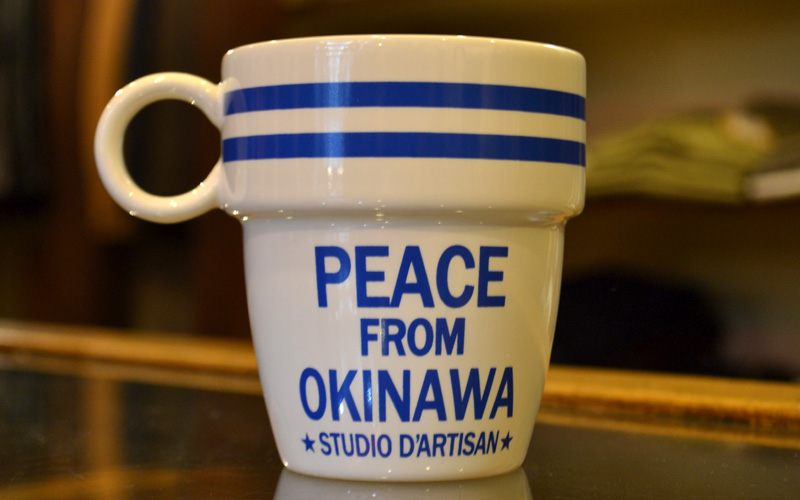 PEACE
FROM
OKINAWA
★STUDIO D'ARTISAN★